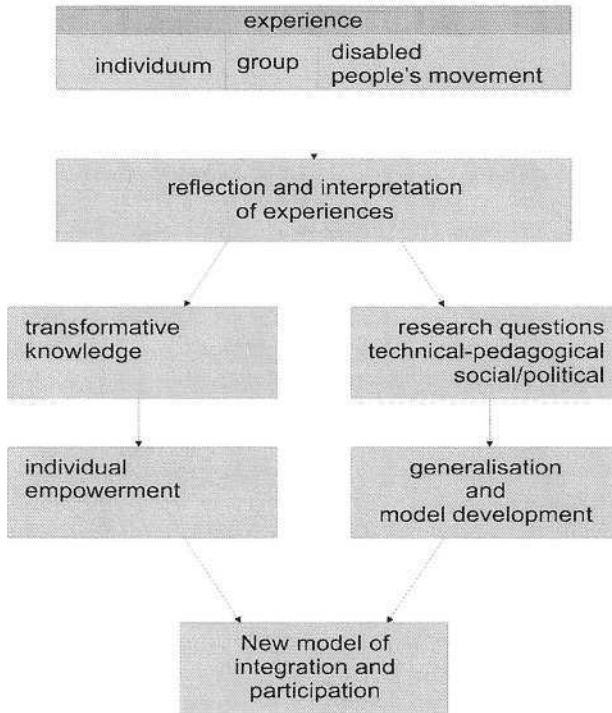 experience
individuum group disabled
people's movement
reflection and interpretation
of experiences
transformative
knowledge
research questions
technical-pedagogical
social/political
individual
empowerment
generalisation
and
model development
New model of
integration and
participation